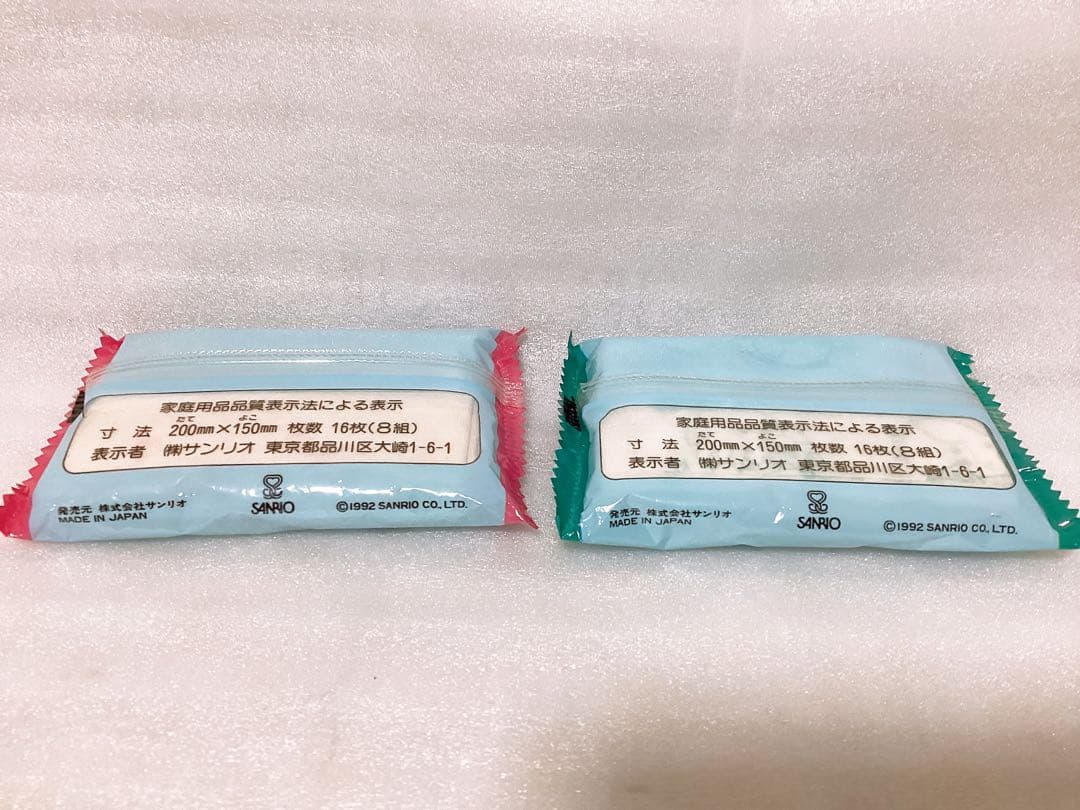 家庭用品品質表示法による表示
たて よこ
寸 法 200mm×150mm 枚数 16枚(8組)
表示者 ㈱サンリオ 東京都品川区大崎1-6-1
発売元 株式会社サンリオ
MADE IN JAPAN
SANRIO
©1992 SANRIO CO., LTD.
家庭用品品質表示法による表示
たて よこ
寸 法 200mm×150mm 枚数 16枚(8組)
表示者 ㈱サンリオ 東京都品川区大崎1-6-1
発売元 株式会社サンリオ
MADE IN JAPAN
SANRIO
©1992 SANRIO CO., LTD.